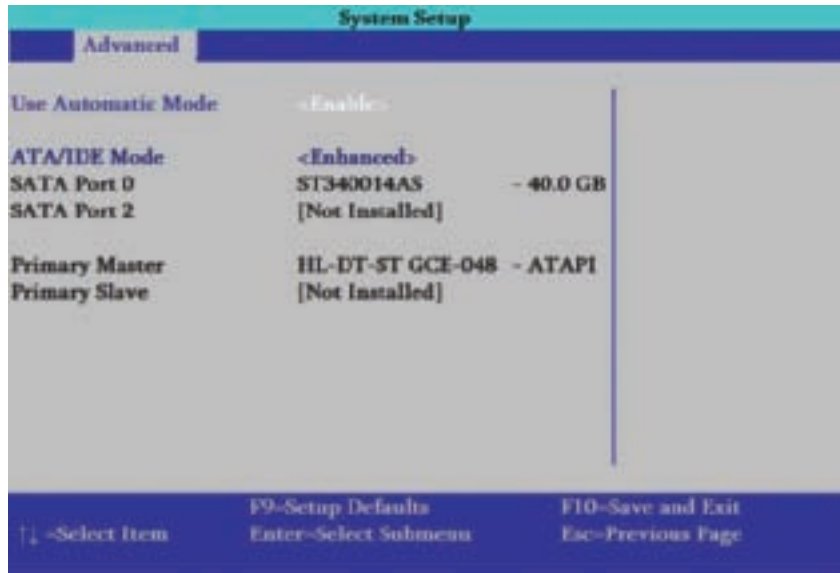 System Setup
Advanced
Use Automatic Mode <Enable>
ATA/IDE Mode <Enhanced>
SATA Port 0 ST340014AS - 40.0 GB
SATA Port 2 [Not Installed]
Primary Master HL-DT-ST GCE-048 - ATAPI
Primary Slave [Not Installed]
F9-Setup Defaults F10-Save and Exit
↑↓ -Select Item Enter-Select Submenu Esc-Previous Page